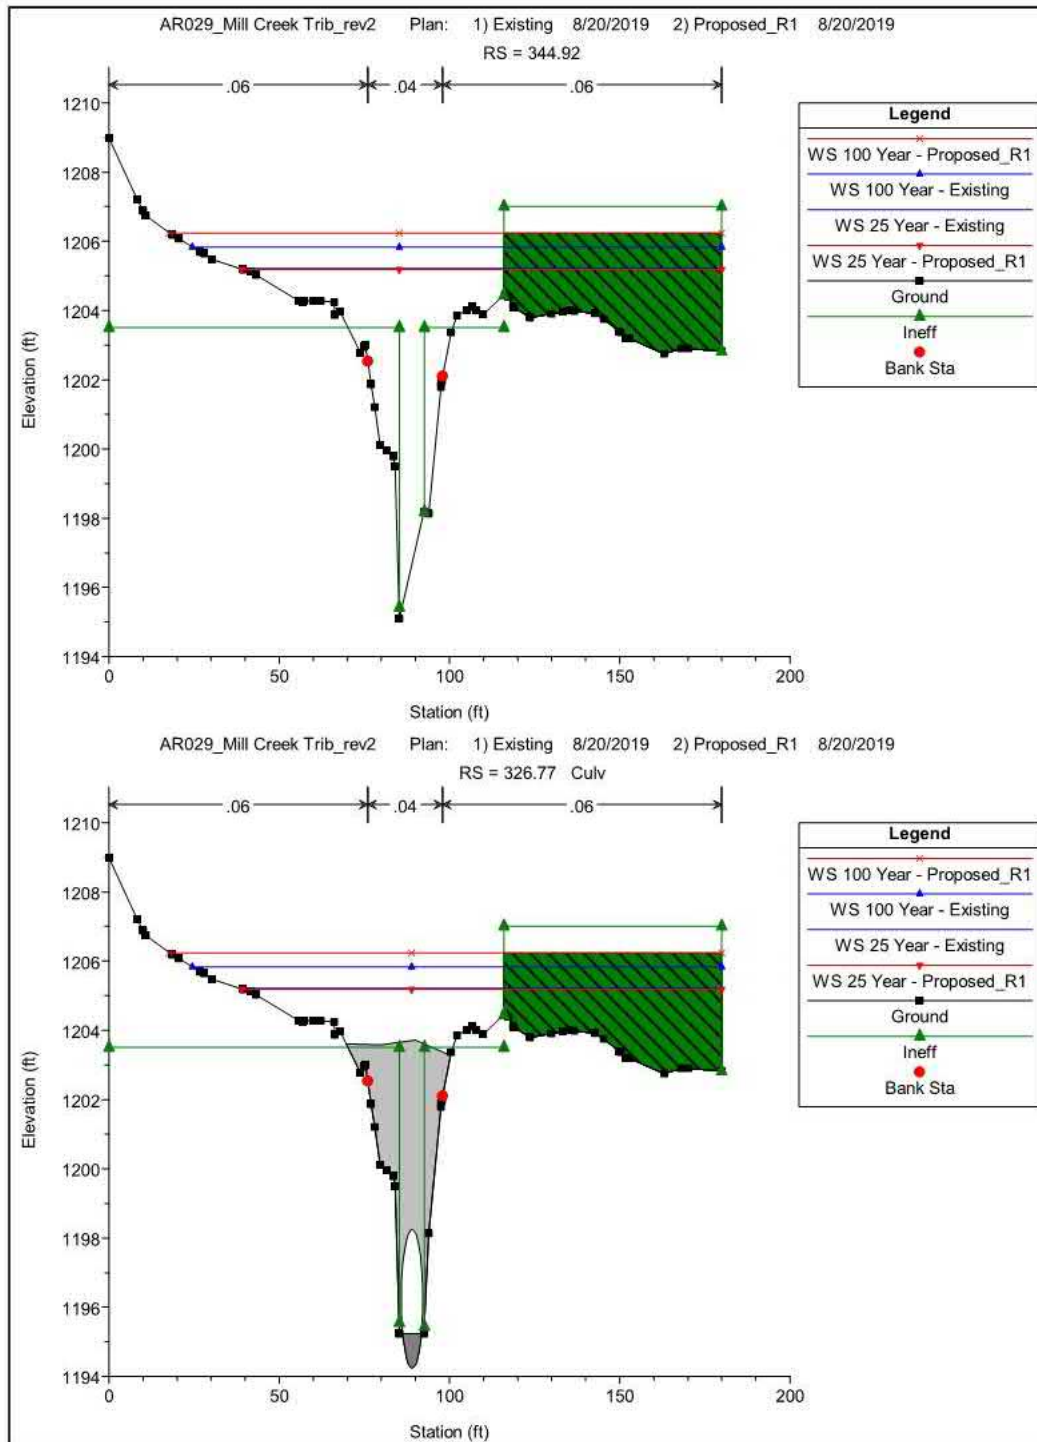 AR029_Mill Creek Trib_rev2 Plan: 1) Existing 8/20/2019 2) Proposed_R1 8/20/2019
RS = 344.92
.06 .04 .06
Legend
WS 100 Year - Proposed_R1
WS 100 Year - Existing
WS 25 Year - Existing
WS 25 Year - Proposed_R1
Ground
Ineff
Bank Sta
Elevation (ft)
1210
1208
1206
1204
1202
1200
1198
1196
1194
0 50 100 150 200
Station (ft)
AR029_Mill Creek Trib_rev2 Plan: 1) Existing 8/20/2019 2) Proposed_R1 8/20/2019
RS = 326.77 Culv
.06 .04 .06
Legend
WS 100 Year - Proposed_R1
WS 100 Year - Existing
WS 25 Year - Existing
WS 25 Year - Proposed_R1
Ground
Ineff
Bank Sta
Elevation (ft)
1210
1208
1206
1204
1202
1200
1198
1196
1194
0 50 100 150 200
Station (ft)